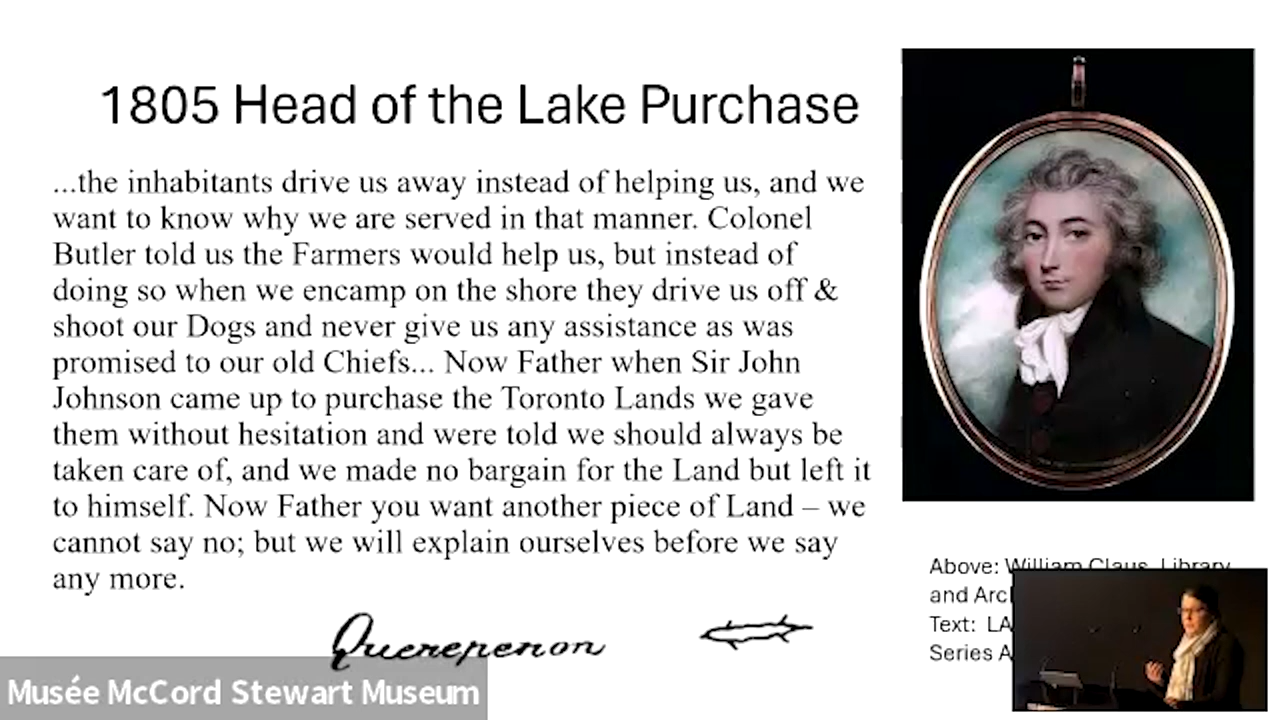 1805 Head of the Lake Purchase
...the inhabitants drive us away instead of helping us, and we
want to know why we are served in that manner. Colonel
Butler told us the Farmers would help us, but instead of
doing so when we encamp on the shore they drive us off &
shoot our Dogs and never give us any assistance as was
promised to our old Chiefs... Now Father when Sir John
Johnson came up to purchase the Toronto Lands we gave
them without hesitation and were told we should always be
taken care of, and we made no bargain for the Land but left it
to himself. Now Father you want another piece of Land – we
cannot say no; but we will explain ourselves before we say
any more.
Quenepenon
Above: William Claus, Library
and
Text: LA
Series A
Musée McCord Stewart Museum